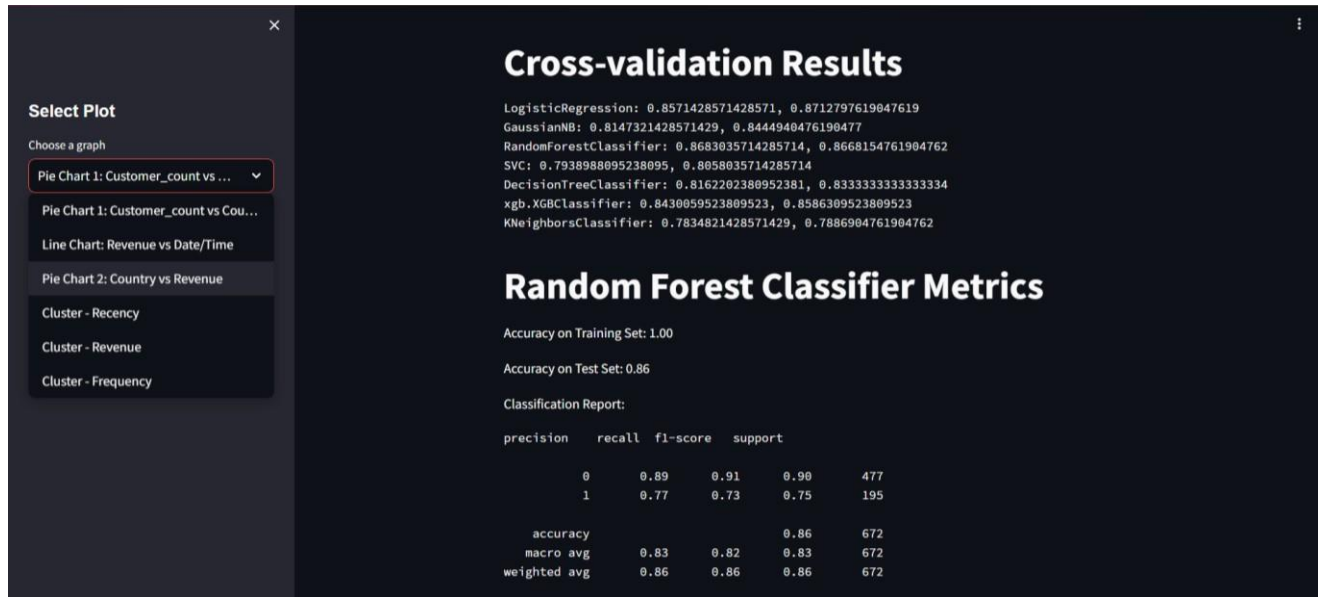 Select Plot
Choose a graph
Pie Chart 1: Customer_count vs ...
Pie Chart 1: Customer_count vs Cou...
Line Chart: Revenue vs Date/Time
Pie Chart 2: Country vs Revenue
Cluster - Recency
Cluster - Revenue
Cluster - Frequency
Cross-validation Results
LogisticRegression: 0.8571428571428571, 0.8712797619047619
GaussianNB: 0.8147321428571429, 0.8444940476190477
RandomForestClassifier: 0.8683035714285714, 0.8668154761904762
SVC: 0.7938988095238095, 0.8058035714285714
DecisionTreeClassifier: 0.8162202380952381, 0.8333333333333334
xgb.XGBClassifier: 0.8430059523809523, 0.8586309523809523
KNeighborsClassifier: 0.7834821428571429, 0.7886904761904762
Random Forest Classifier Metrics
Accuracy on Training Set: 1.00
Accuracy on Test Set: 0.86
Classification Report:
precision recall f1-score support
0 0.89 0.91 0.90 477
1 0.77 0.73 0.75 195
accuracy 0.86 672
macro avg 0.83 0.82 0.83 672
weighted avg 0.86 0.86 0.86 672